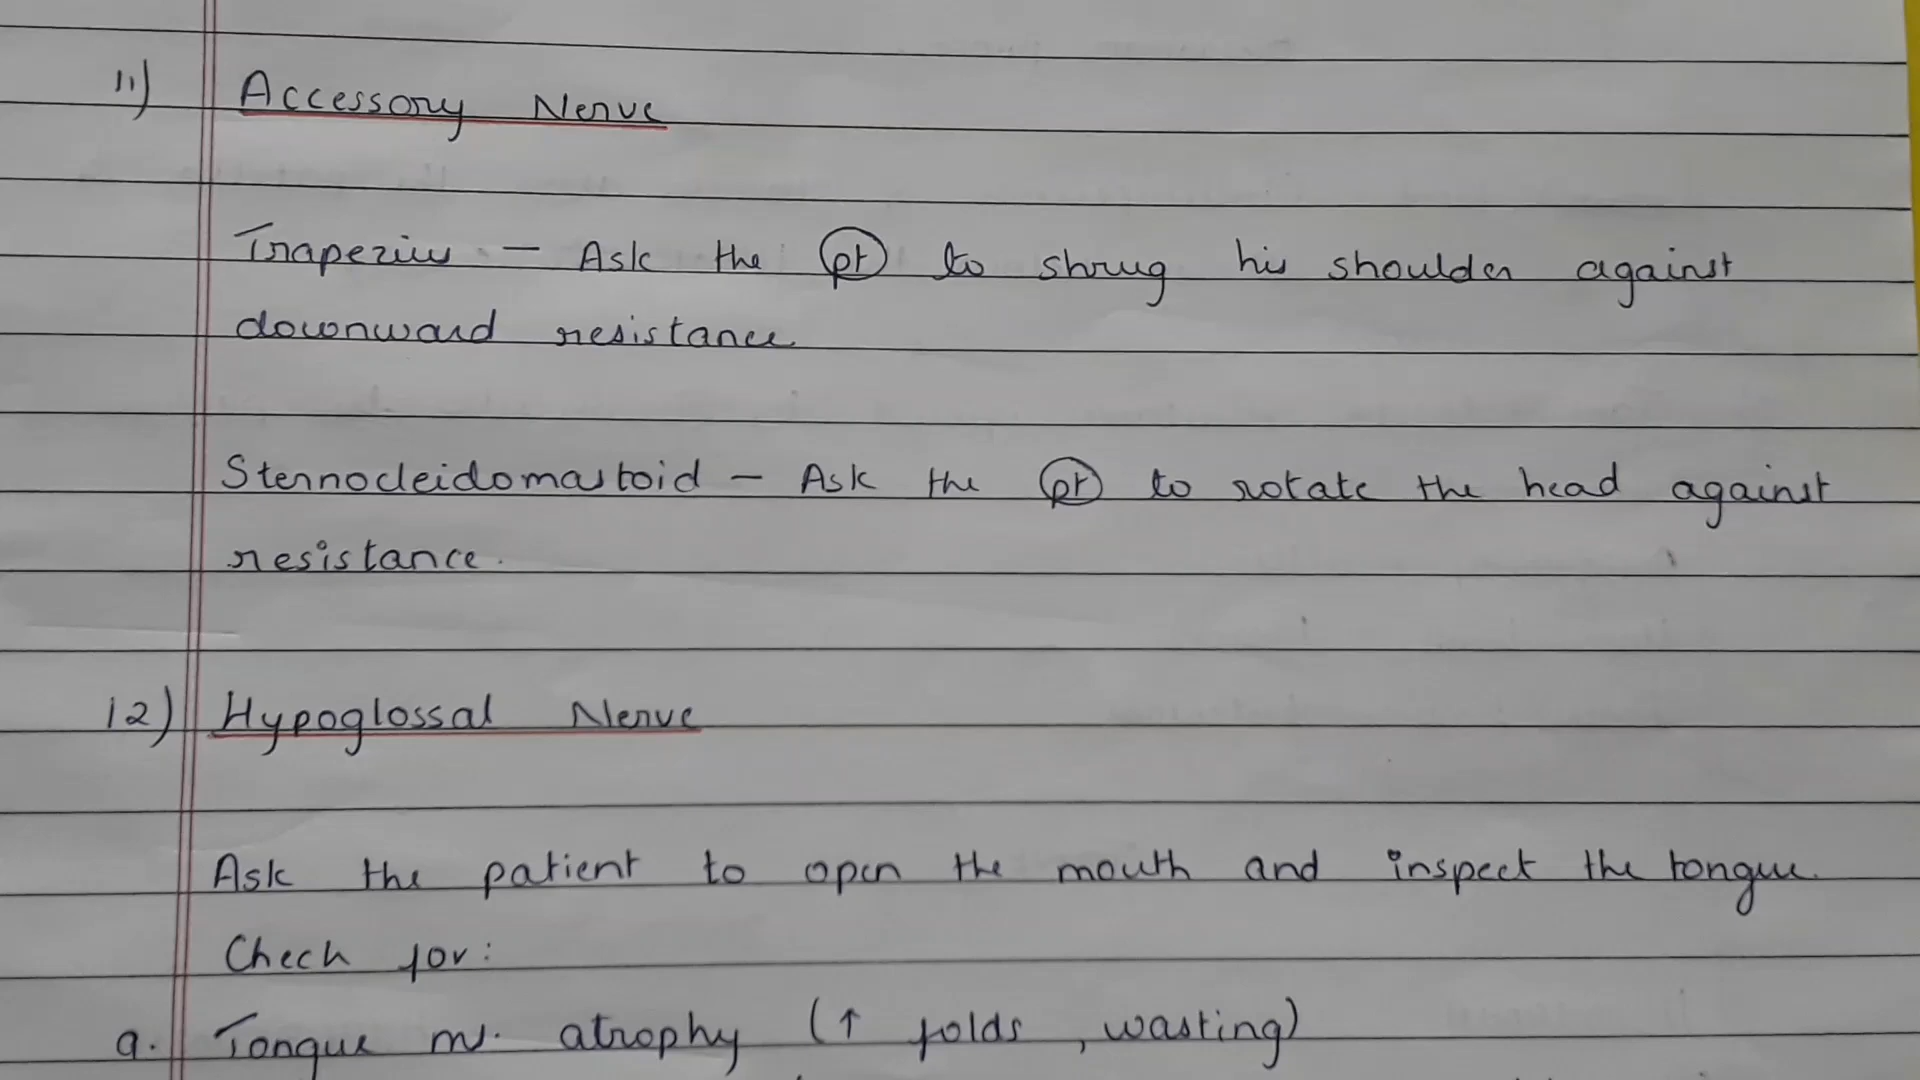 11) Accessory Nerve
Trapezius - Ask the pt to shrug his shoulder against
downward resistance
Sternocleidomastoid - Ask the pt to rotate the head against
resistance.
12) Hypoglossal Nerve
Ask the patient to open the mouth and inspect the tongue.
Check for:
a. Tongue m. atrophy (↑ folds, wasting)